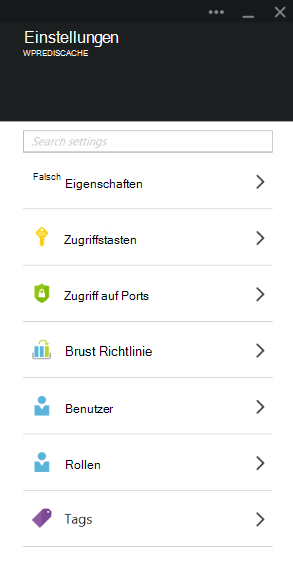 Einstellungen
WPREDISCACHE
Search settings
Falsch Eigenschaften
Zugriffstasten
Zugriff auf Ports
Brust Richtlinie
Benutzer
Rollen
Tags